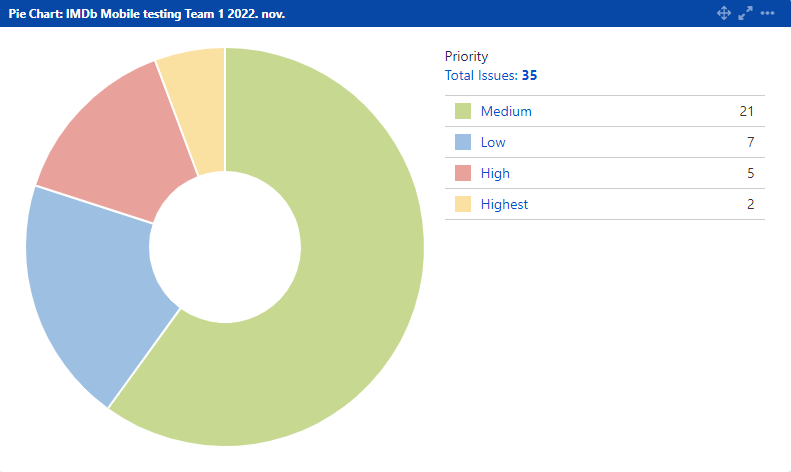 Pie Chart: IMDb Mobile testing Team 1 2022. nov.
Priority
Total Issues: 35
Medium 21
Low 7
High 5
Highest 2